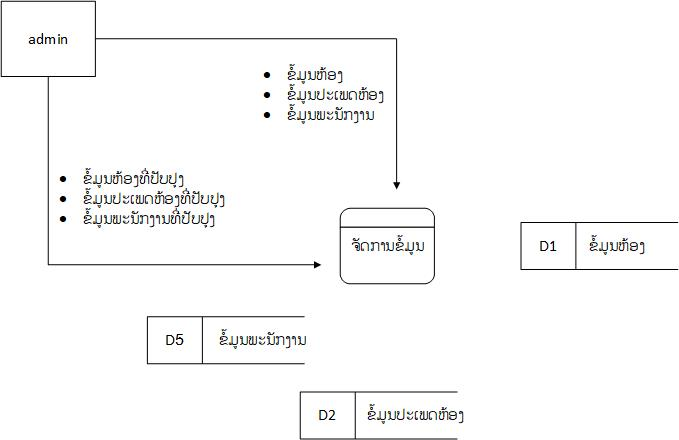 admin
• ຂໍ້ມູນຫ້ອງ
• ຂໍ້ມູນປະເພດຫ້ອງ
• ຂໍ້ມູນພະນັກງານ
• ຂໍ້ມູນຫ້ອງທີ່ປັບປຸງ
• ຂໍ້ມູນປະເພດຫ້ອງທີ່ປັບປຸງ
• ຂໍ້ມູນພະນັກງານທີ່ປັບປຸງ
ຈັດການຂໍ້ມູນ
D1 ຂໍ້ມູນຫ້ອງ
D5 ຂໍ້ມູນພະນັກງານ
D2 ຂໍ້ມູນປະເພດຫ້ອງ